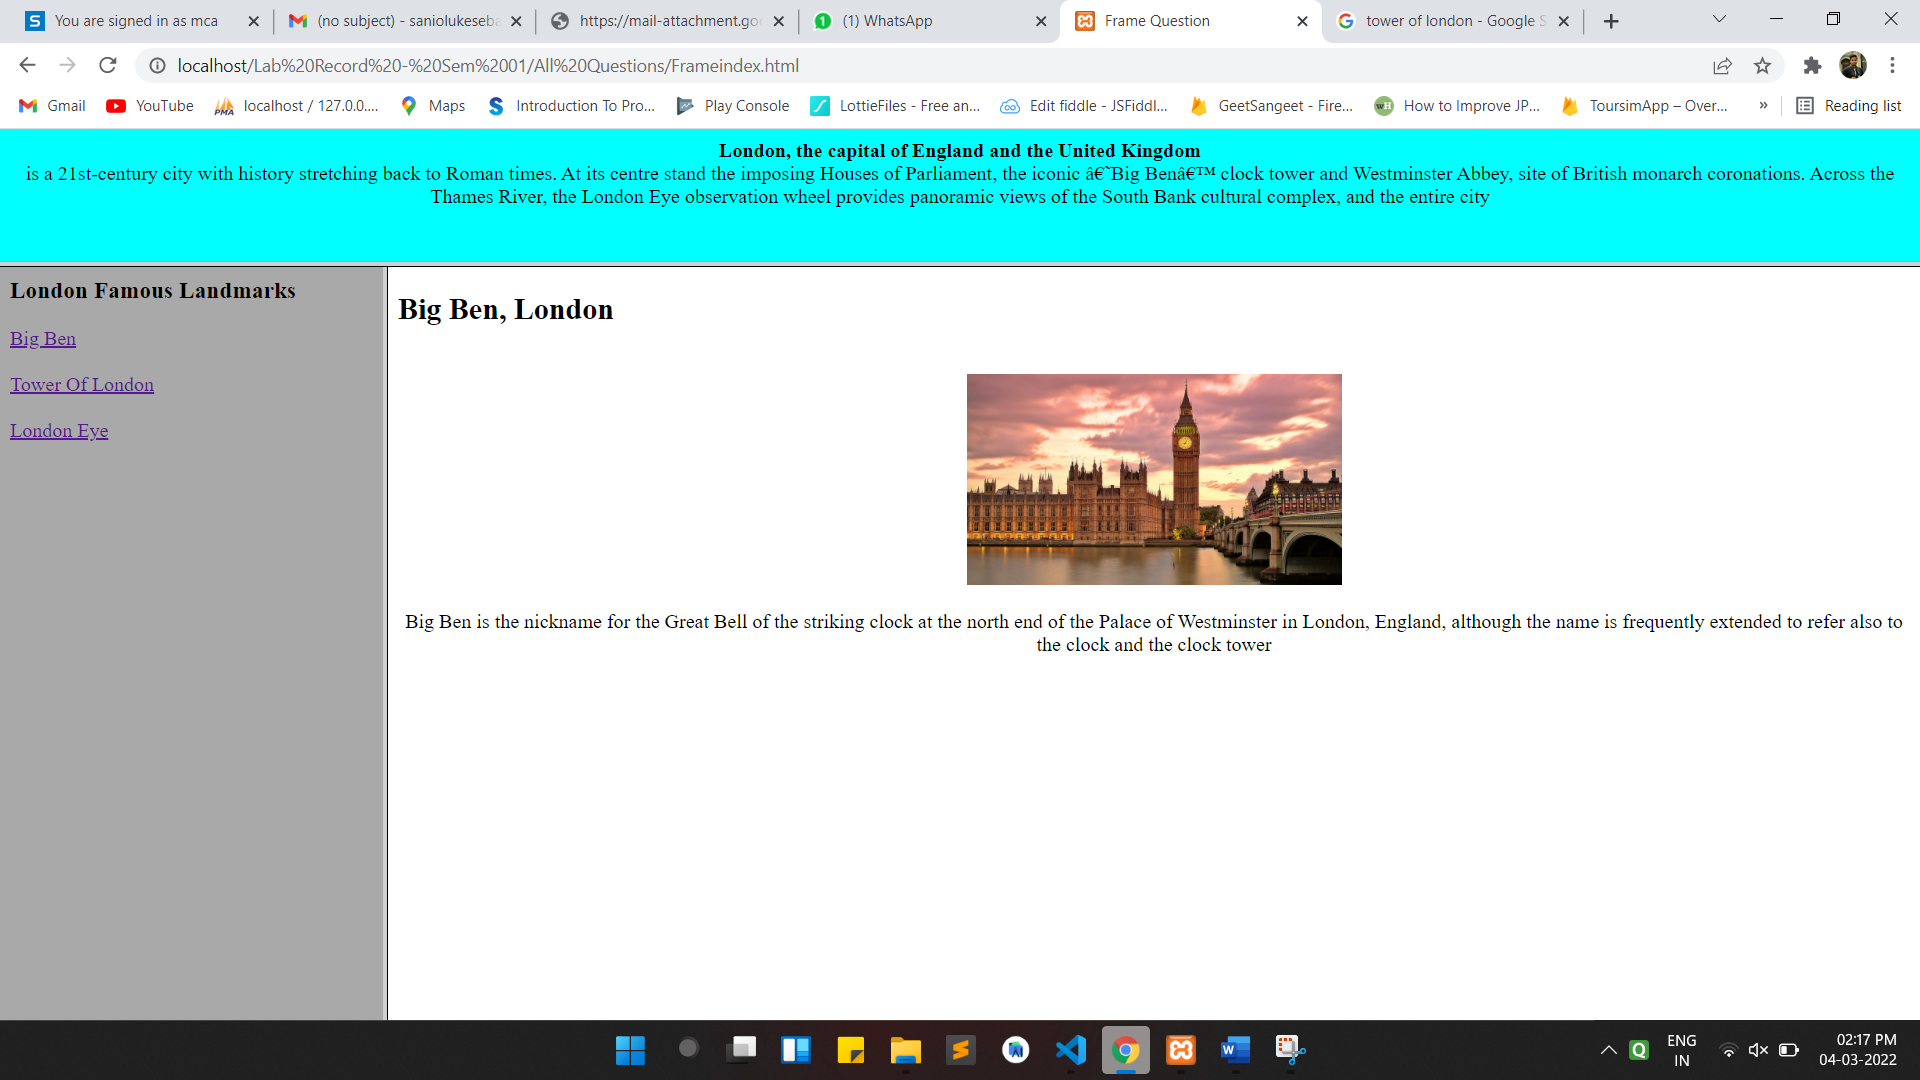 You are signed in as mca
(no subject) - saniolukeseba
https://mail-attachment.goo
(1) WhatsApp
Frame Question
tower of london - Google S
localhost/Lab%20Record%20-%20Sem%2001/All%20Questions/Frameindex.html
Gmail
YouTube
PMA
localhost / 127.0.0....
Maps
Introduction To Pro...
Play Console
LottieFiles - Free an...
Edit fiddle - JSFiddl...
GeetSangeet - Fire...
How to Improve JP...
ToursimApp – Over...
»
Reading list
London, the capital of England and the United Kingdom
is a 21st-century city with history stretching back to Roman times. At its centre stand the imposing Houses of Parliament, the iconic â€˜Big Benâ€™ clock tower and Westminster Abbey, site of British monarch coronations. Across the
Thames River, the London Eye observation wheel provides panoramic views of the South Bank cultural complex, and the entire city
London Famous Landmarks
Big Ben
Tower Of London
London Eye
Big Ben, London
Big Ben is the nickname for the Great Bell of the striking clock at the north end of the Palace of Westminster in London, England, although the name is frequently extended to refer also to
the clock and the clock tower
ENG
IN
02:17 PM
04-03-2022